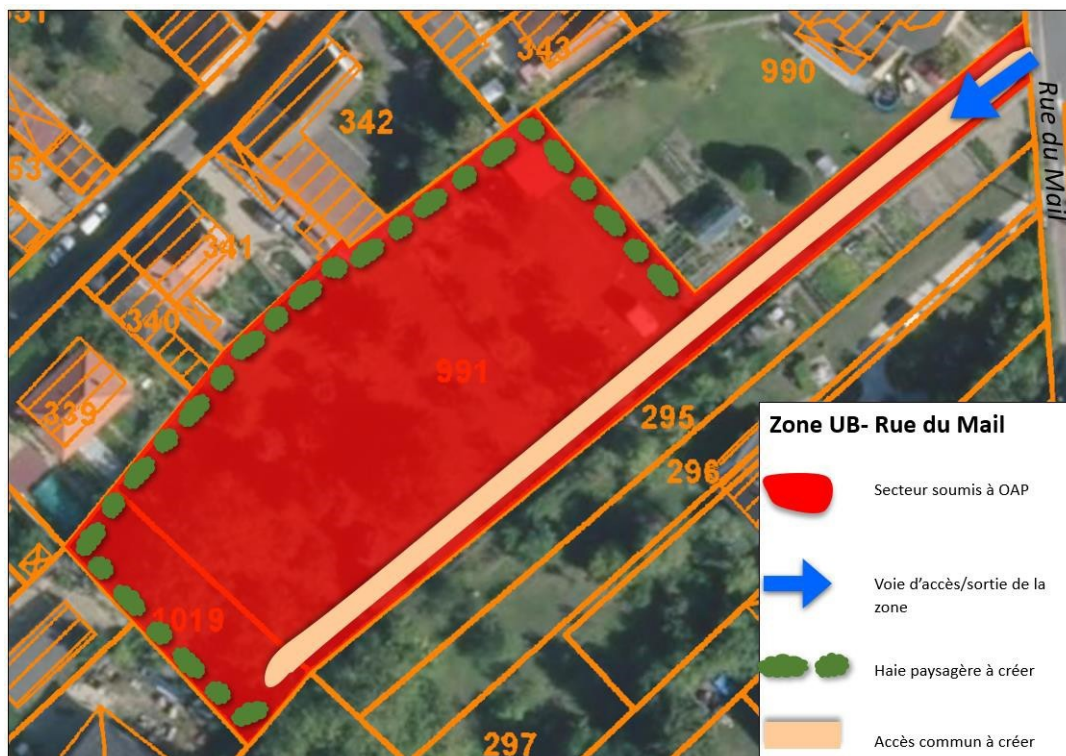 343
990
342
Rue du Mail
53
341
340
991
339
295
296
1019
297
Zone UB- Rue du Mail
Secteur soumis à OAP
Voie d’accès/sortie de la
zone
Haie paysagère à créer
Accès commun à créer